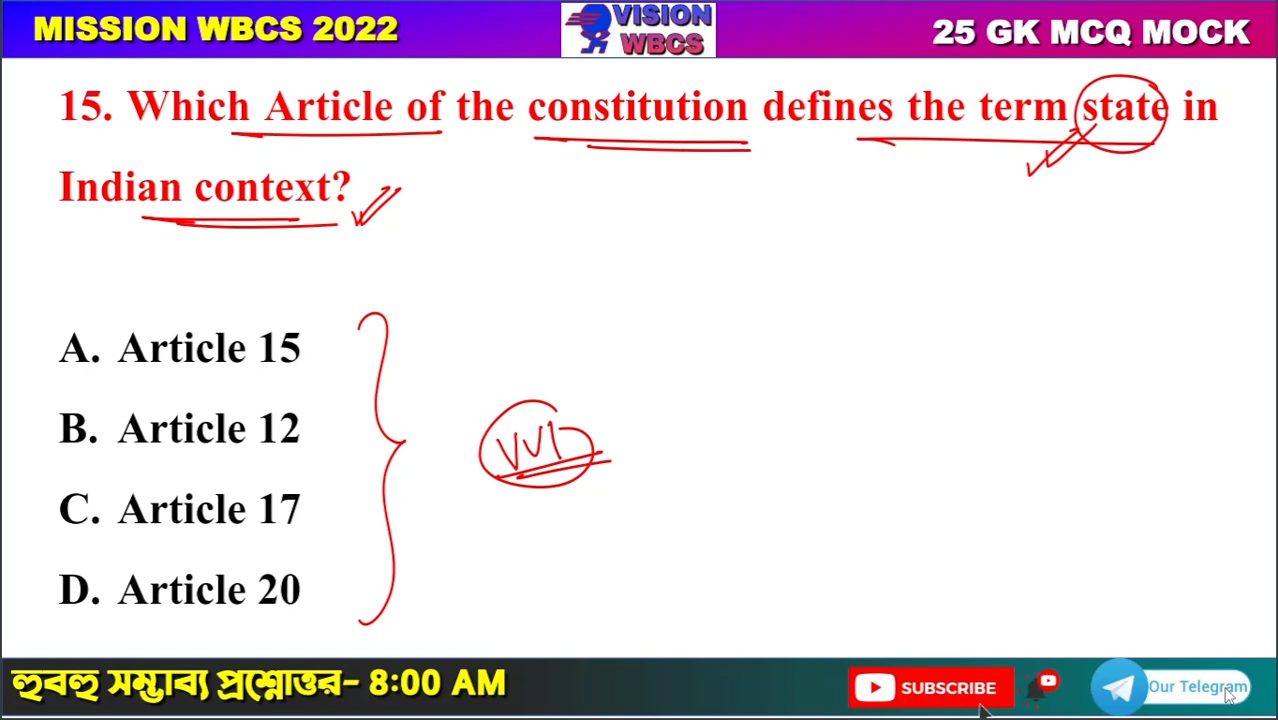 MISSION WBCS 2022
VISION
WBCS
25 GK MCQ MOCK
15. Which Article of the constitution defines the term state in
Indian context?
A. Article 15
B. Article 12
VVI
C. Article 17
D. Article 20
হুবহু সম্ভাব্য প্রশ্নোত্তর- 8:00 AM
SUBSCRIBE
Our Telegram